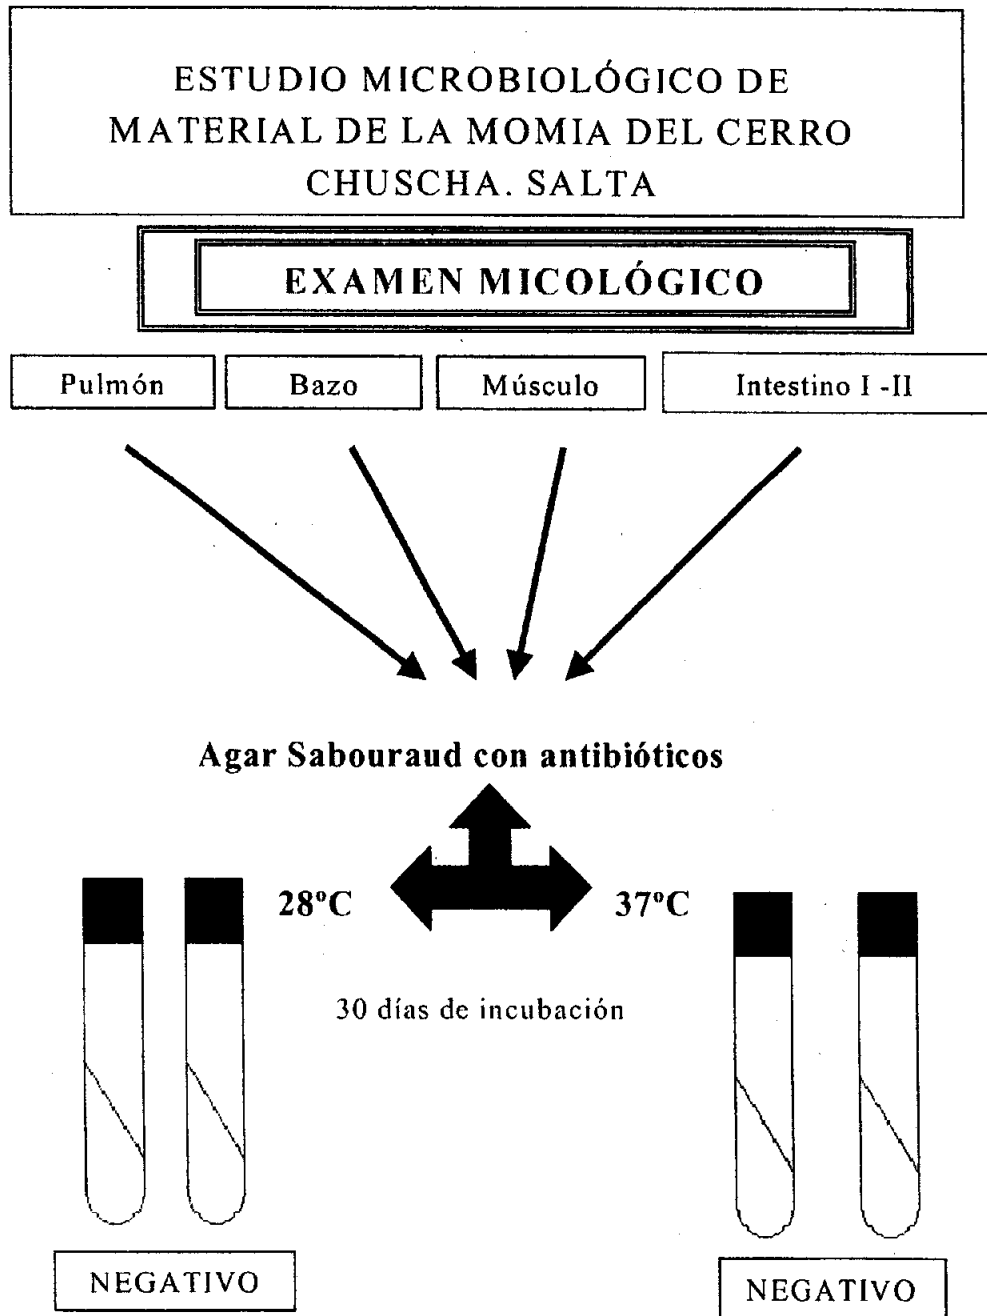 ESTUDIO MICROBIOLÓGICO DE
MATERIAL DE LA MOMIA DEL CERRO
CHUSCHA. SALTA
EXAMEN MICOLÓGICO
Pulmón
Bazo
Músculo
Intestino I -II
Agar Sabouraud con antibióticos
28ºC
37ºC
30 días de incubación
NEGATIVO
NEGATIVO